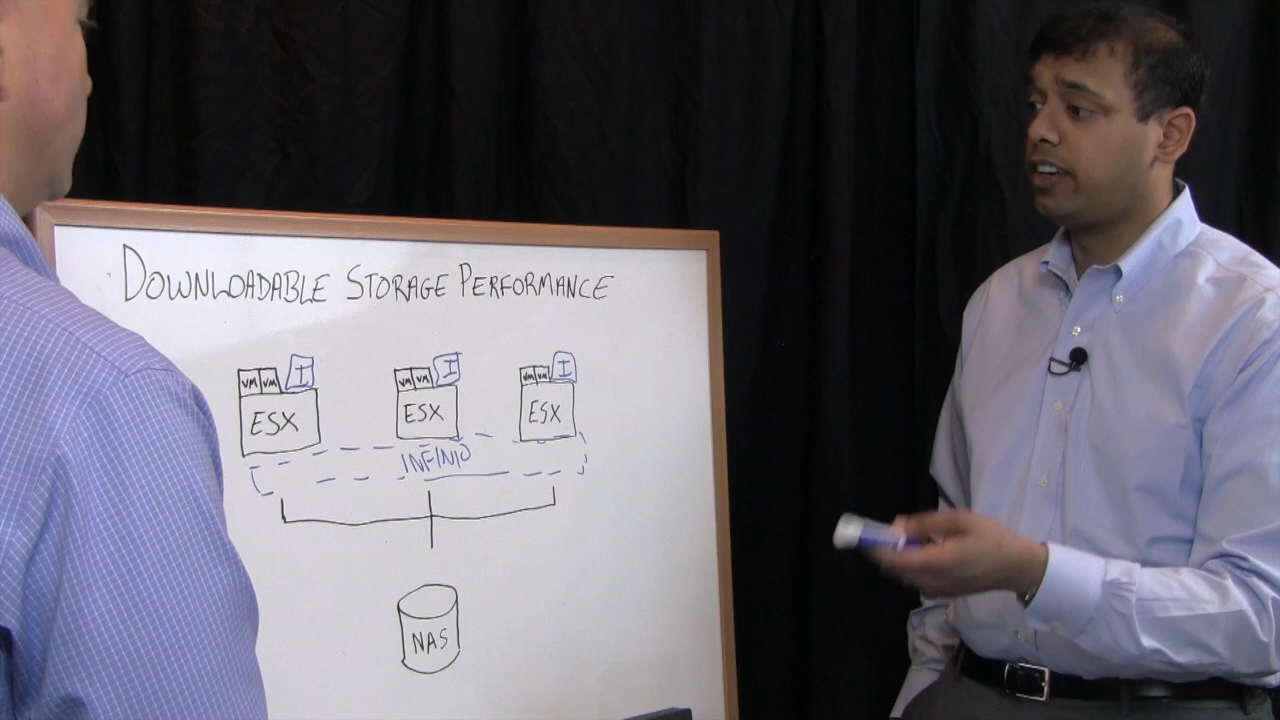 DOWNLOADABLE STORAGE PERFORMANCE
VM VM I VM VM I VM VM I
ESX ESX ESX
INFINIO
NAS